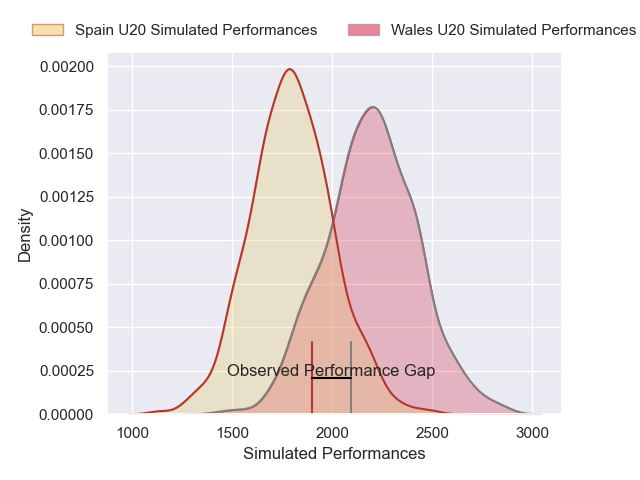 Spain U20 Simulated Performances
Wales U20 Simulated Performances
0.00200
0.00175
0.00150
0.00125
0.00100
0.00075
0.00050
0.00025
0.00000
Density
Observed Performance Gap
1000 1500 2000 2500 3000
Simulated Performances